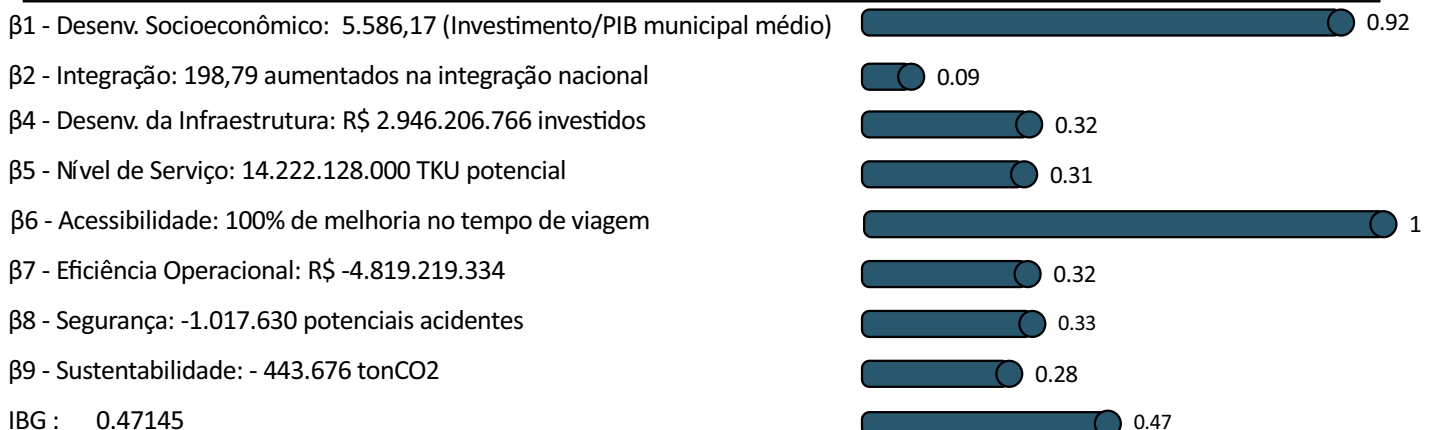 β1 - Desenv. Socioeconômico:  5.586,17 (Investimento/PIB municipal médio) 0.92
β2 - Integração: 198,79 aumentados na integração nacional 0.09
β4 - Desenv. da Infraestrutura: R$ 2.946.206.766 investidos 0.32
β5 - Nível de Serviço: 14.222.128.000 TKU potencial 0.31
β6 - Acessibilidade: 100% de melhoria no tempo de viagem 1
β7 - Eficiência Operacional: R$ -4.819.219.334 0.32
β8 - Segurança: -1.017.630 potenciais acidentes 0.33
β9 - Sustentabilidade: - 443.676 tonCO2 0.28
IBG :    0.47145 0.47